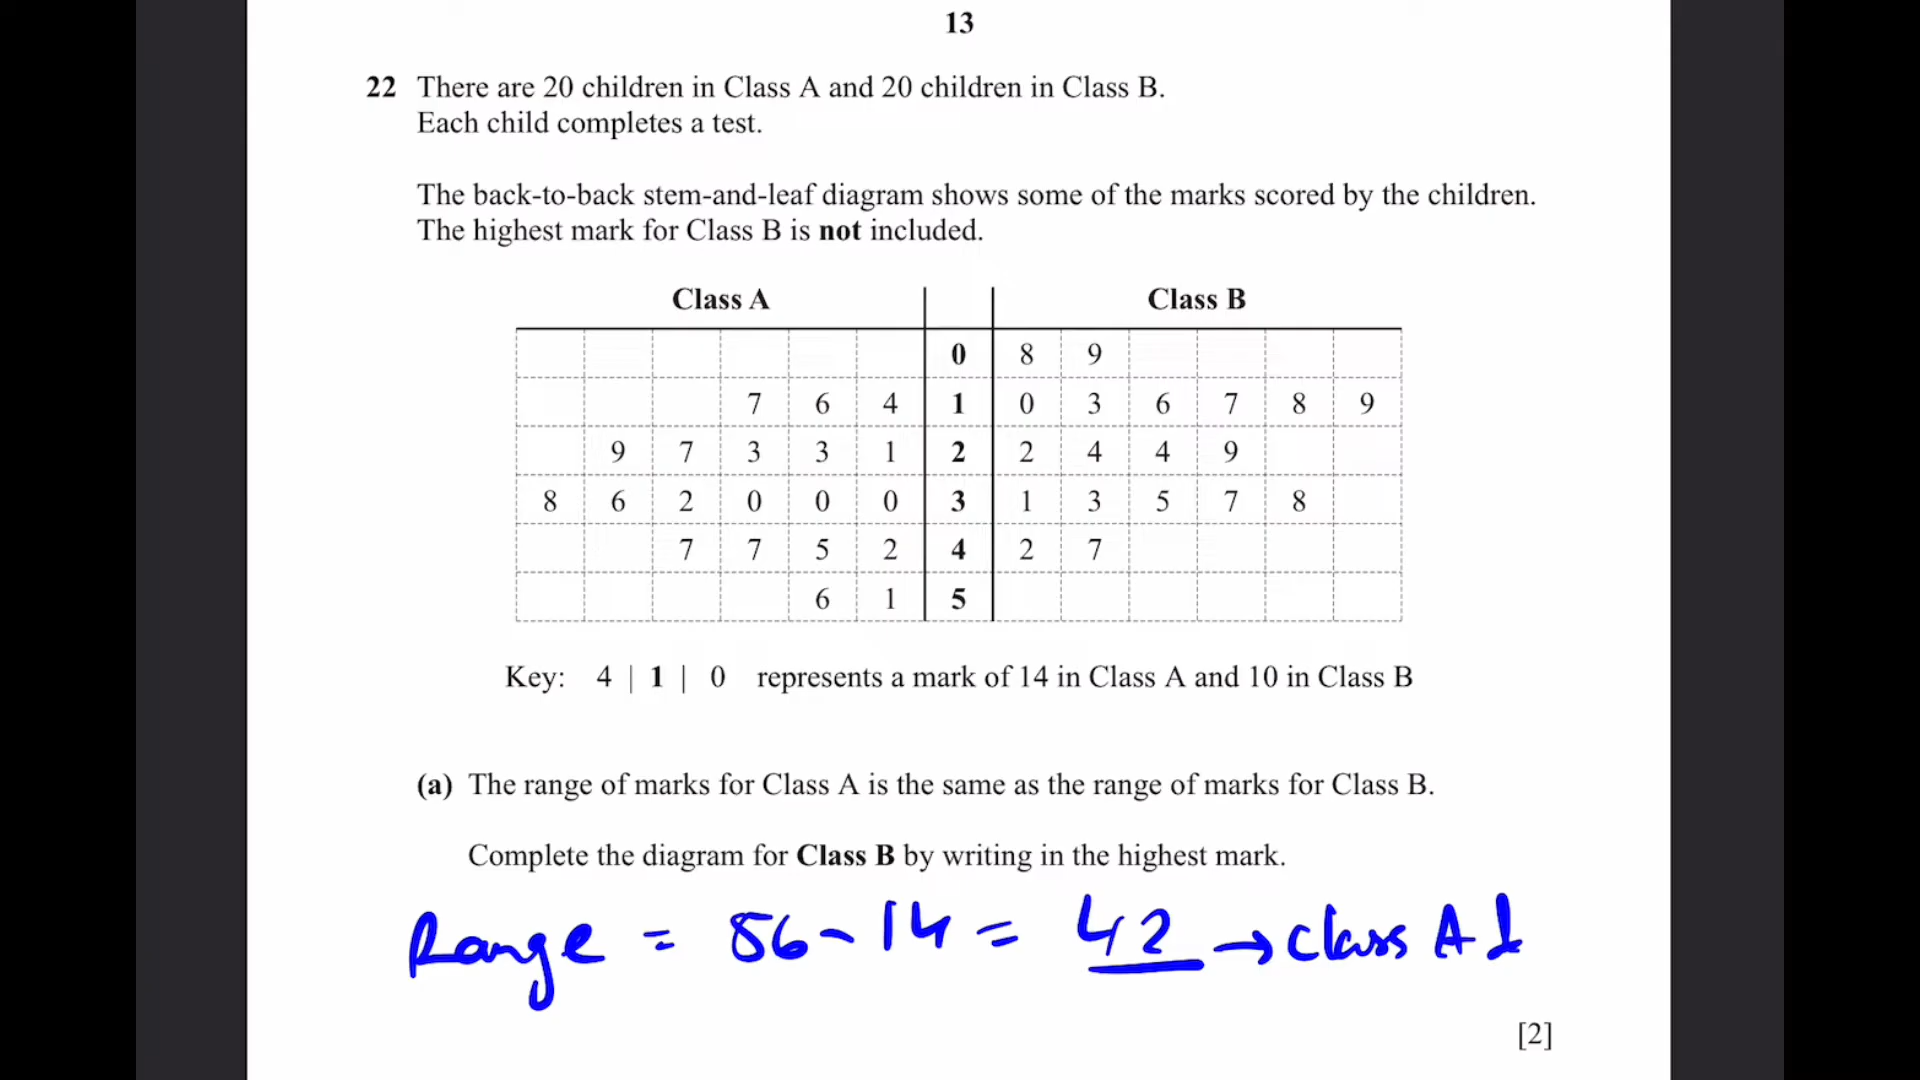 13
22 There are 20 children in Class A and 20 children in Class B.
Each child completes a test.
The back-to-back stem-and-leaf diagram shows some of the marks scored by the children.
The highest mark for Class B is not included.
Class A Class B
0 8 9
7 6 4 1 0 3 6 7 8 9
9 7 3 3 1 2 2 4 4 9
8 6 2 0 0 0 3 1 3 5 7 8
7 7 5 2 4 2 7
6 1 5
Key: 4 | 1 | 0 represents a mark of 14 in Class A and 10 in Class B
(a) The range of marks for Class A is the same as the range of marks for Class B.
Complete the diagram for Class B by writing in the highest mark.
Range = 56 - 14 = 42 → Class A
[2]